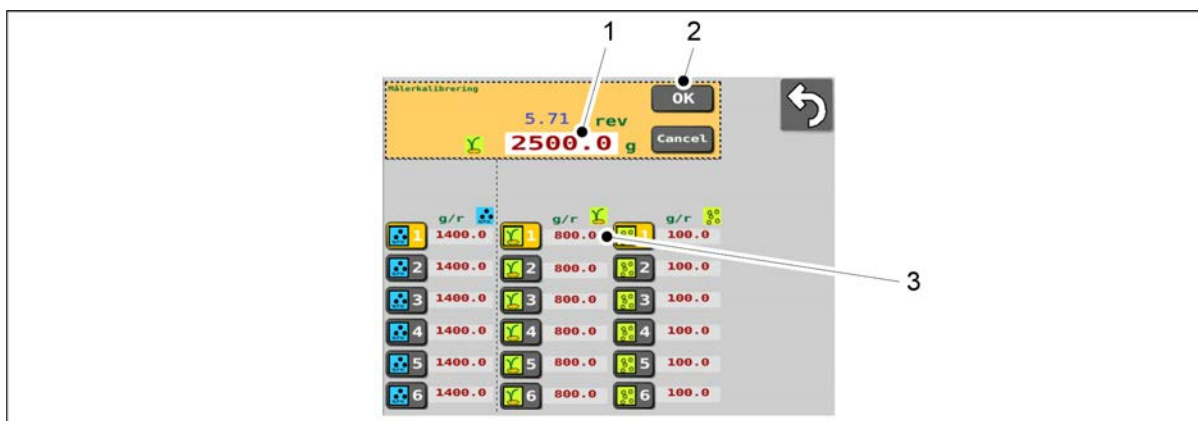 1 2
Målerkalibrering
OK
5.71 rev
2500.0 g
Cancel
g/r g/r g/r
1 1400.0 1 800.0 1 100.0
3
2 1400.0 2 800.0 2 100.0
3 1400.0 3 800.0 3 100.0
4 1400.0 4 800.0 4 100.0
5 1400.0 5 800.0 5 100.0
6 1400.0 6 800.0 6 100.0